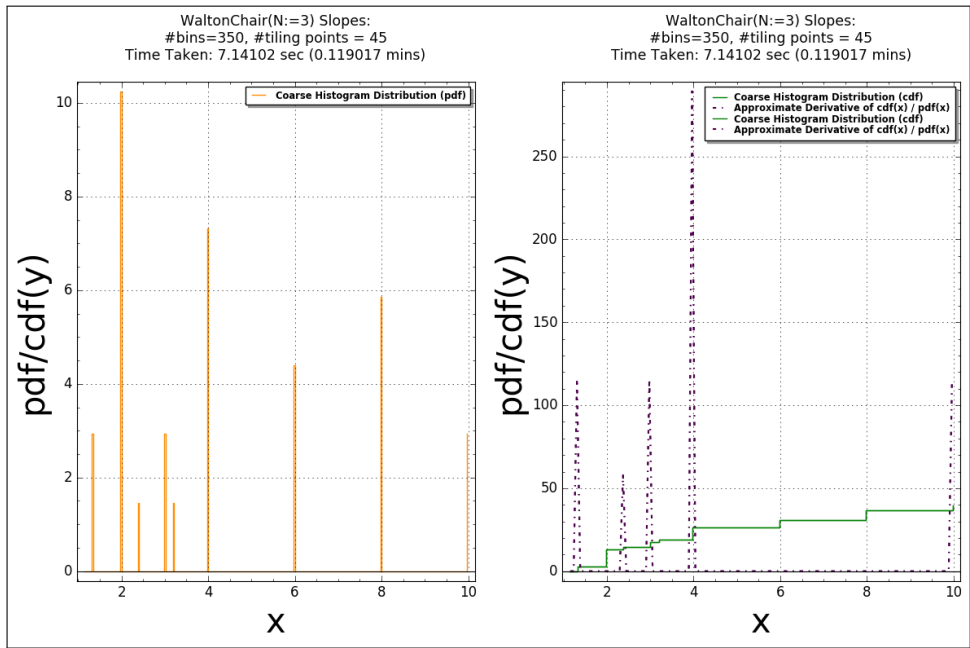 WaltonChair(N:=3) Slopes:
#bins=350, #tiling points = 45
Time Taken: 7.14102 sec (0.119017 mins)
Coarse Histogram Distribution (pdf)
10
8
6
4
2
0
pdf/cdf(y)
2
4
6
8
10
x
WaltonChair(N:=3) Slopes:
#bins=350, #tiling points = 45
Time Taken: 7.14102 sec (0.119017 mins)
Coarse Histogram Distribution (cdf)
Approximate Derivative of cdf(x) / pdf(x)
Coarse Histogram Distribution (cdf)
Approximate Derivative of cdf(x) / pdf(x)
250
200
150
100
50
0
pdf/cdf(y)
2
4
6
8
10
x